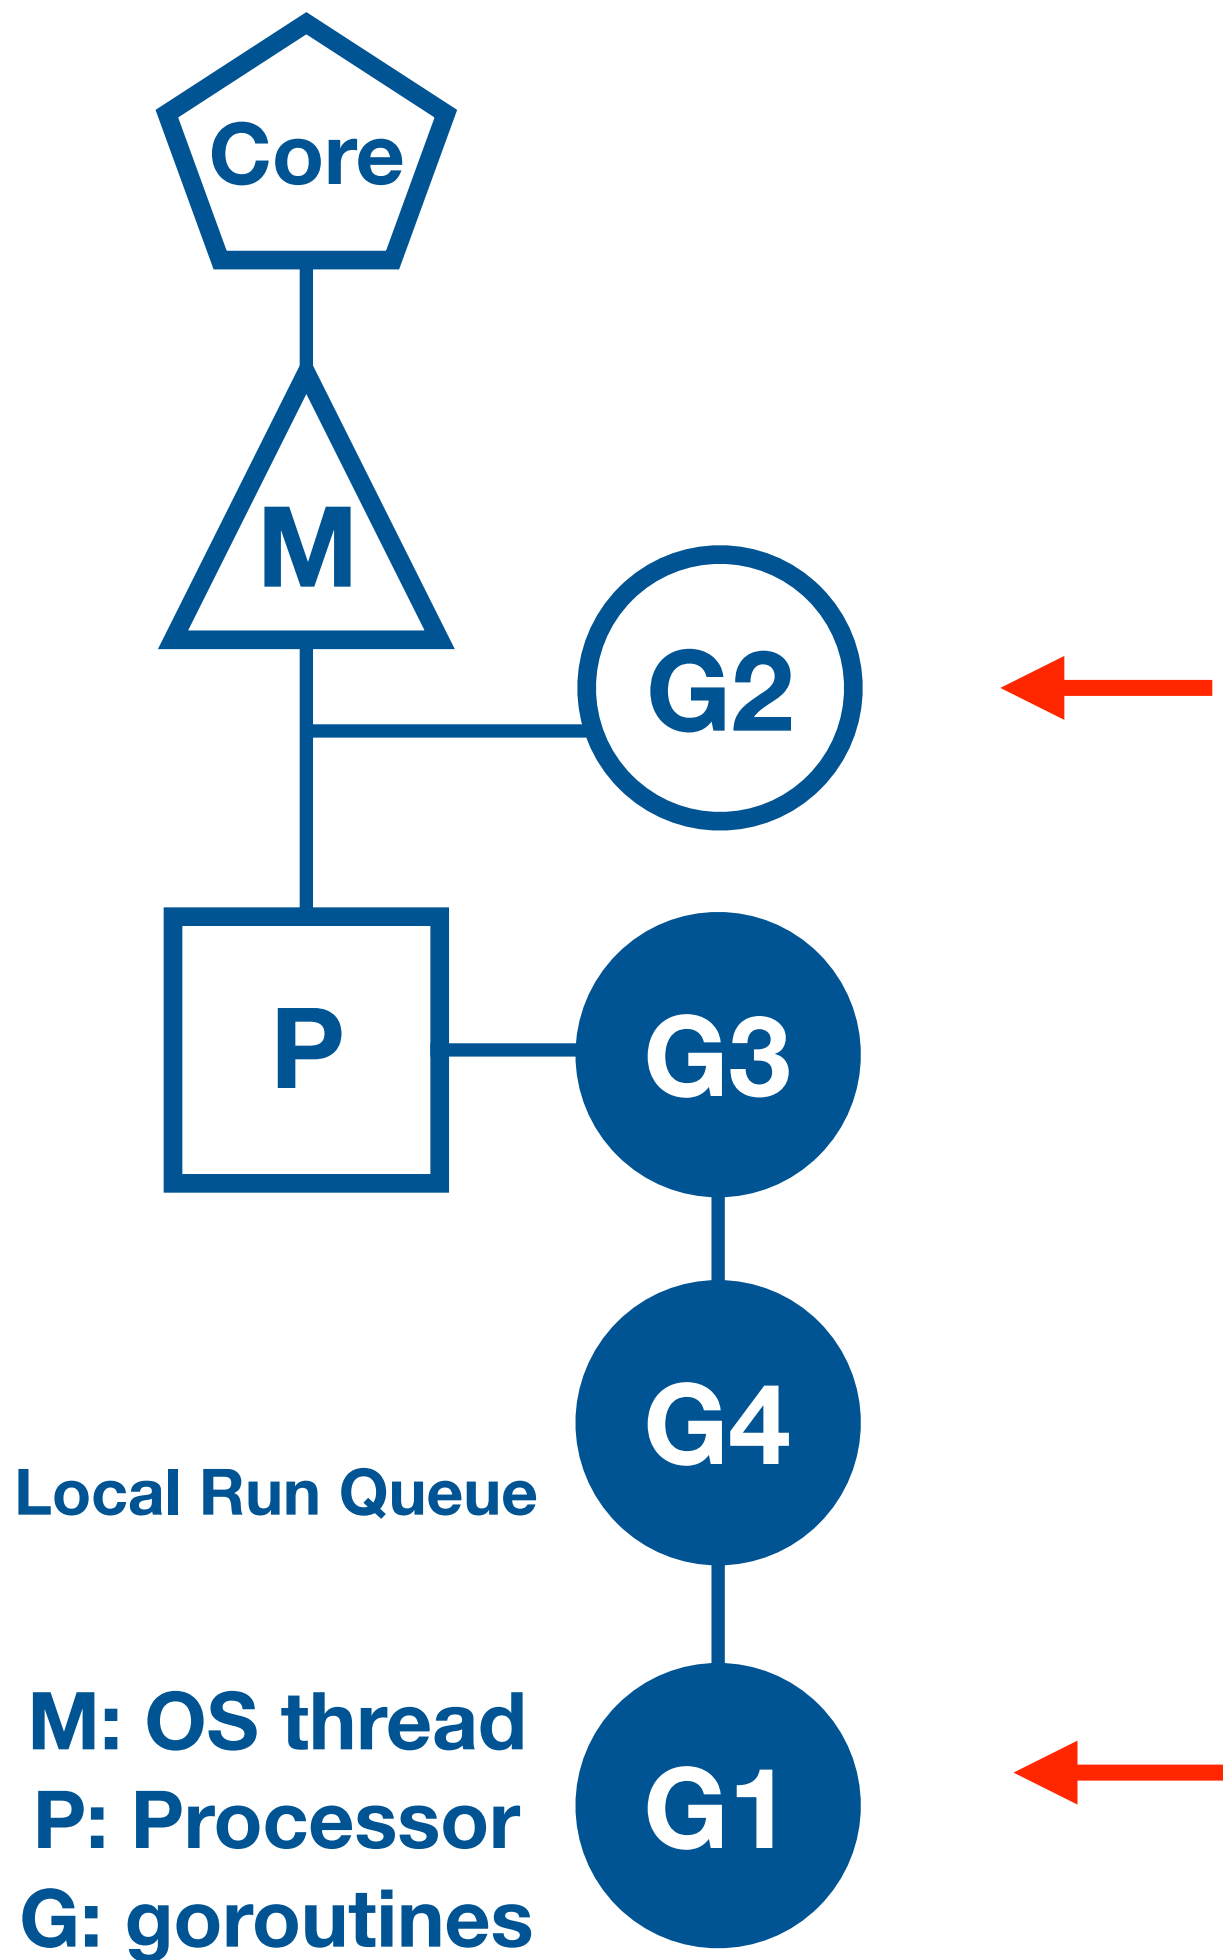 Core
M
G2
P
G3
G4
Local Run Queue
M: OS thread
P: Processor
G: goroutines
G1